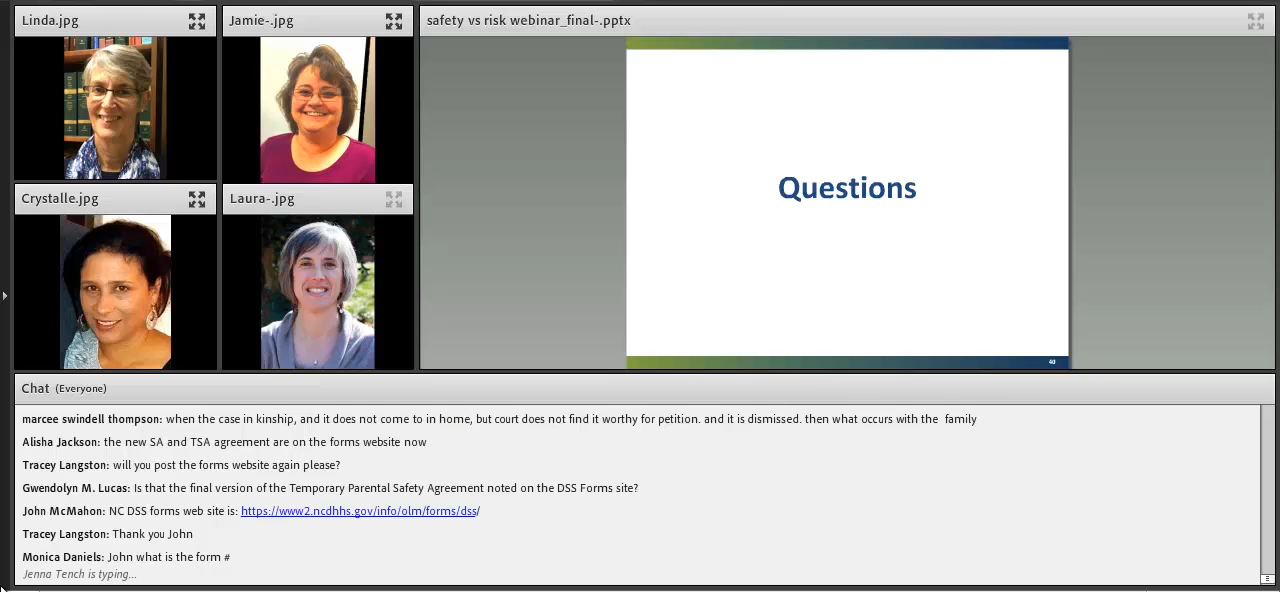 Linda.jpg
Jamie-.jpg
safety vs risk webinar_final-.pptx
Crystalle.jpg
Laura-.jpg
Questions
40
Chat (Everyone)
marcee swindell thompson: when the case in kinship, and it does not come to in home, but court does not find it worthy for petition. and it is dismissed. then what occurs with the family
Alisha Jackson: the new SA and TSA agreement are on the forms website now
Tracey Langston: will you post the forms website again please?
Gwendolyn M. Lucas: Is that the final version of the Temporary Parental Safety Agreement noted on the DSS Forms site?
John McMahon: NC DSS forms web site is: https://www2.ncdhhs.gov/info/olm/forms/dss/
Tracey Langston: Thank you John
Monica Daniels: John what is the form #
Jenna Tench is typing...